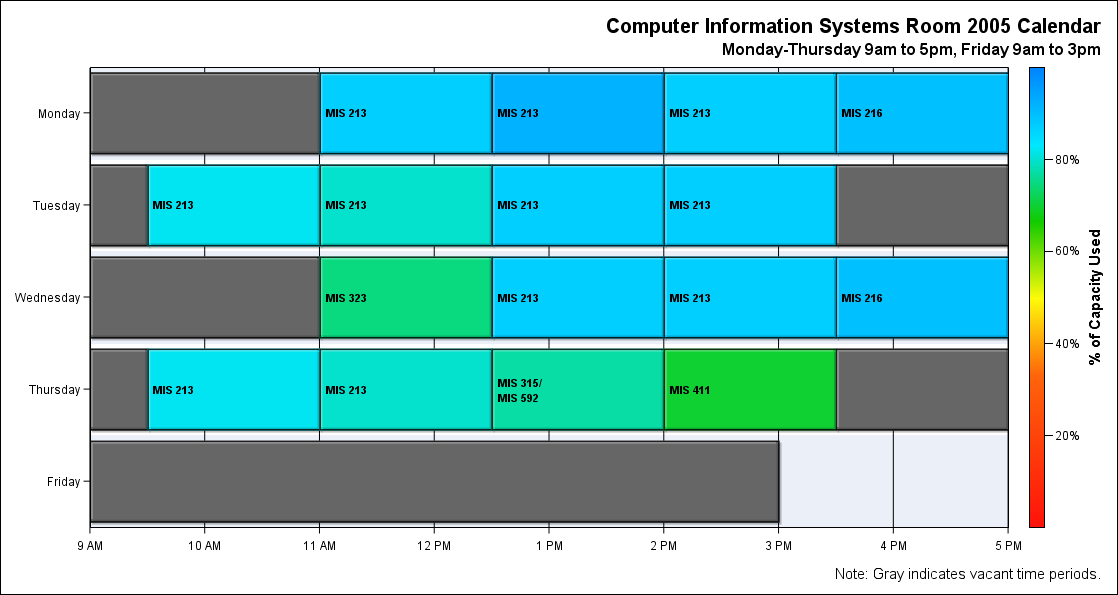 Computer Information Systems Room 2005 Calendar
Monday-Thursday 9am to 5pm, Friday 9am to 3pm
Monday
MIS 213
MIS 213
MIS 213
MIS 216
Tuesday
MIS 213
MIS 213
MIS 213
MIS 213
Wednesday
MIS 323
MIS 213
MIS 213
MIS 216
Thursday
MIS 213
MIS 213
MIS 315/
MIS 592
MIS 411
Friday
9 AM
10 AM
11 AM
12 PM
1 PM
2 PM
3 PM
4 PM
5 PM
80%
60%
40%
20%
% of Capacity Used
Note: Gray indicates vacant time periods.